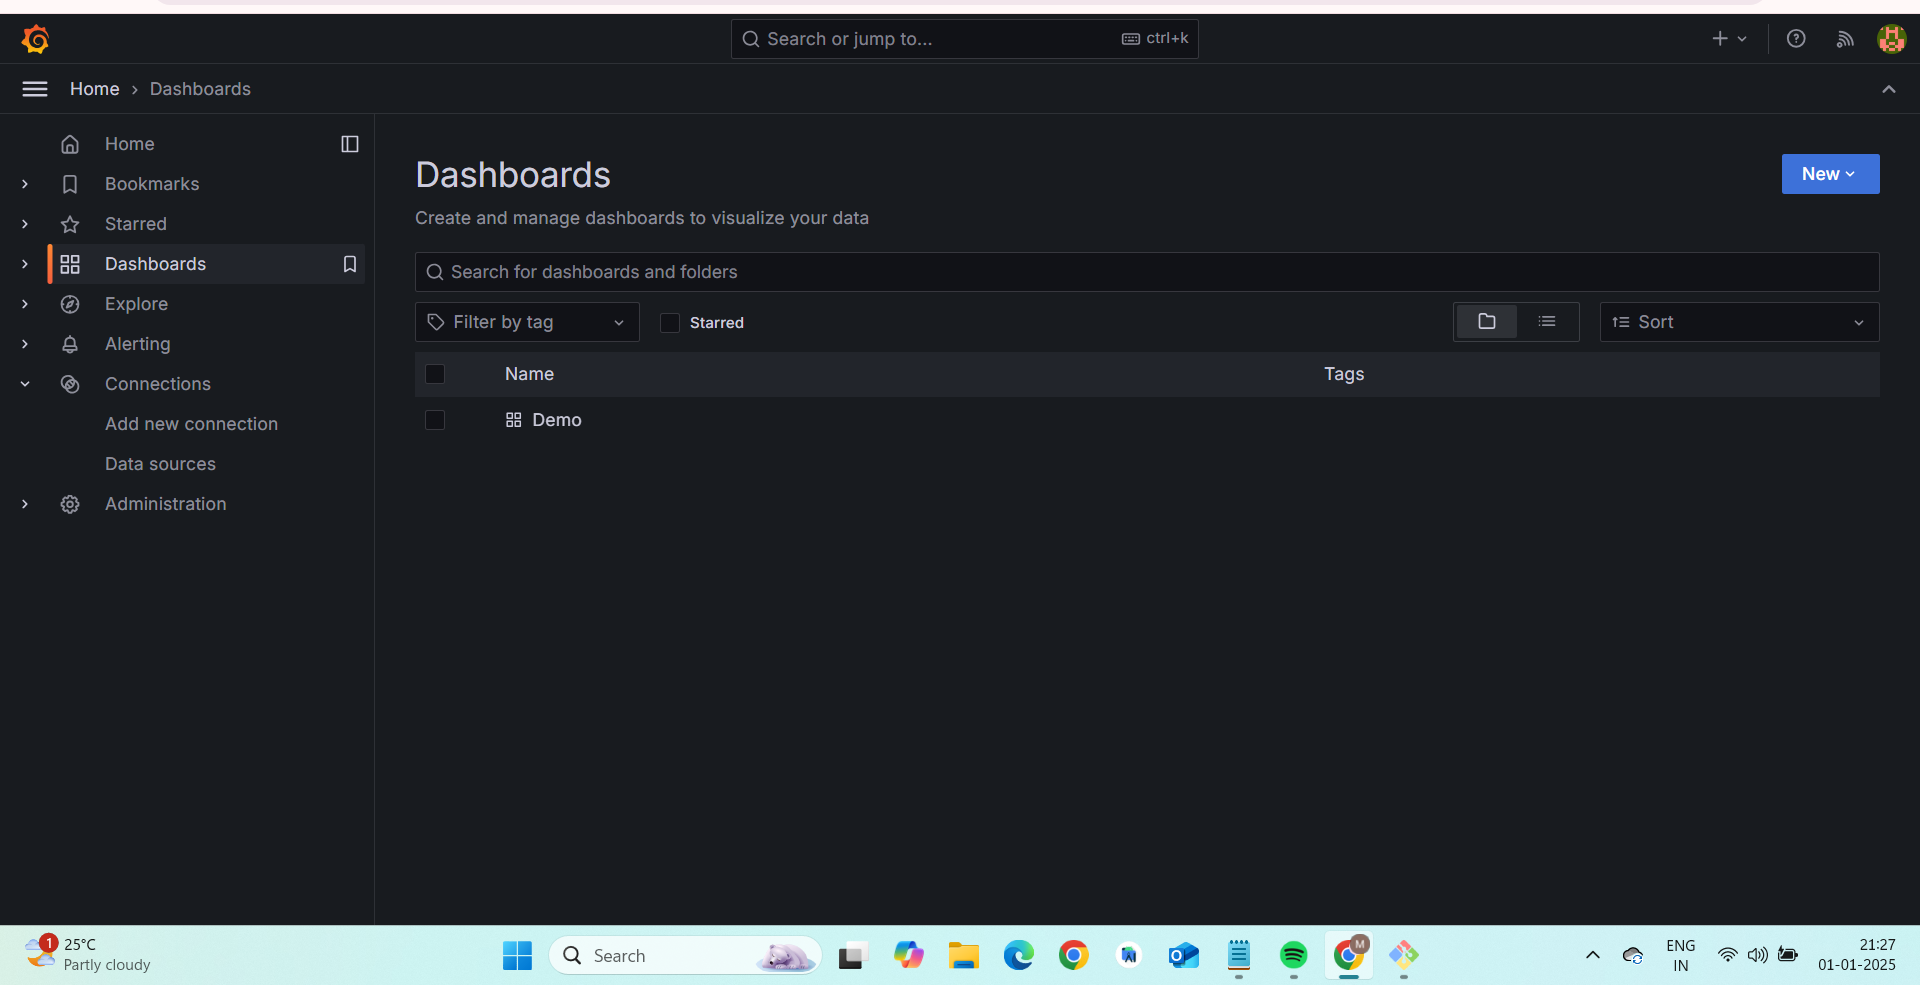 Search or jump to...
ctrl+k
Home › Dashboards
Home
Bookmarks
Starred
Dashboards
Explore
Alerting
Connections
Add new connection
Data sources
Administration
Dashboards
New
Create and manage dashboards to visualize your data
Search for dashboards and folders
Filter by tag
Starred
Sort
Name
Tags
Demo
1
25°C
Partly cloudy
Search
M
ENG
IN
21:27
01-01-2025